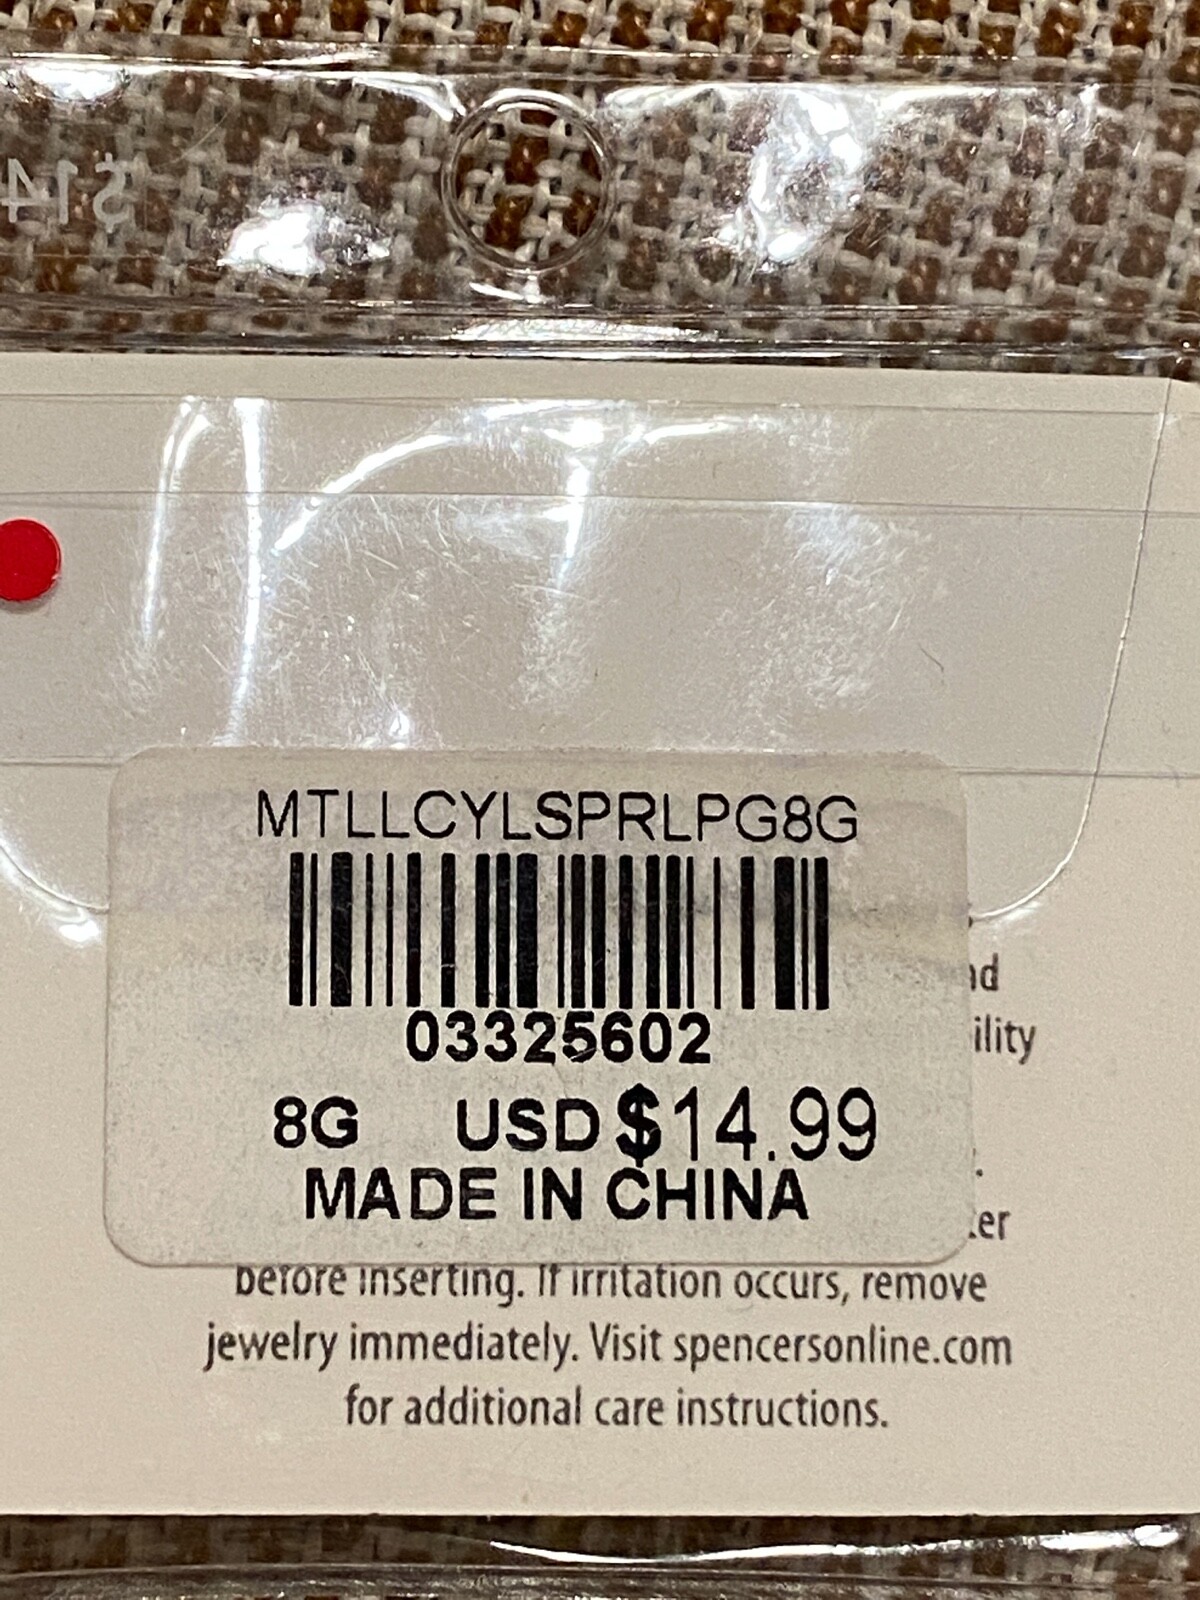 $14
MTLLCYLSPRLPG8G
03325602
8G USD $14.99
MADE IN CHINA
before inserting. If irritation occurs, remove
jewelry immediately. Visit spencersonline.com
for additional care instructions.